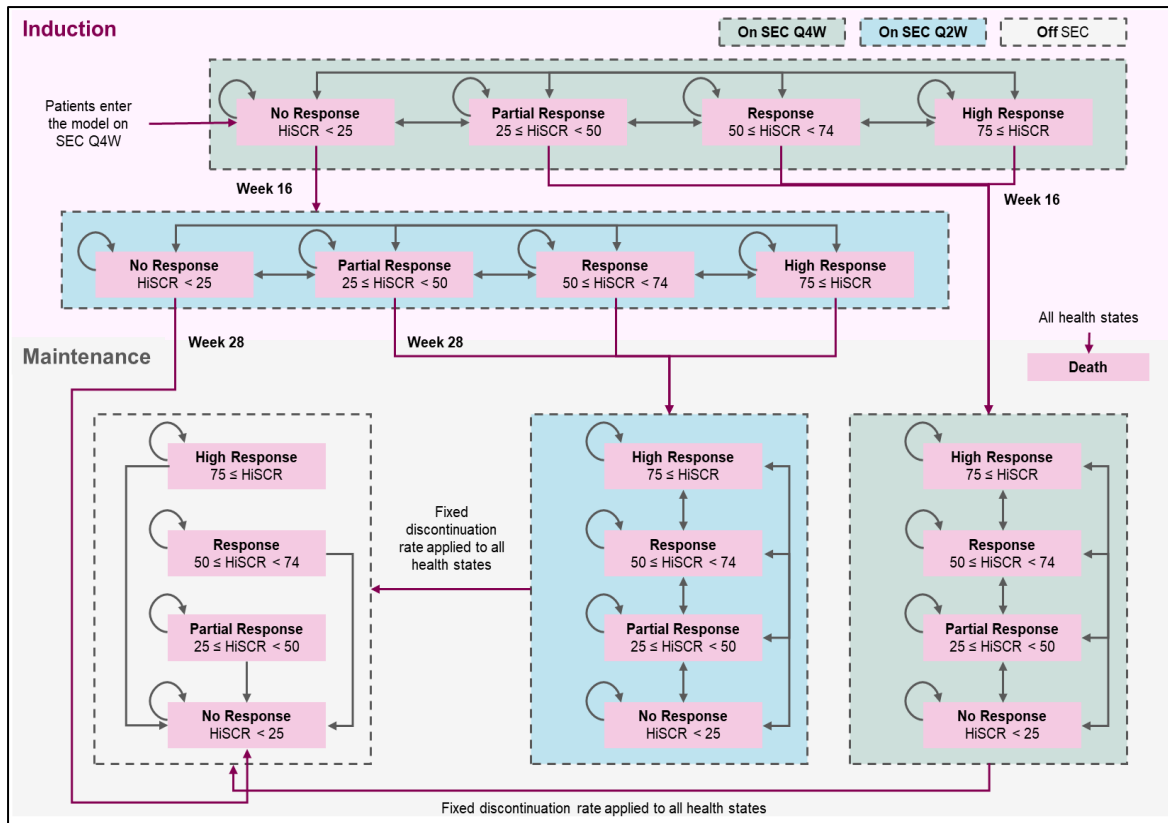 Induction
On SEC Q4W
On SEC Q2W
Off SEC
Patients enter
the model on
SEC Q4W
No Response
HiSCR < 25
Partial Response
25 ≤ HiSCR < 50
Response
50 ≤ HiSCR < 74
High Response
75 ≤ HiSCR
Week 16
Week 16
No Response
HiSCR < 25
Partial Response
25 ≤ HiSCR < 50
Response
50 ≤ HiSCR < 74
High Response
75 ≤ HiSCR
Week 28
Week 28
All health states
Death
Maintenance
High Response
75 ≤ HiSCR
Response
50 ≤ HiSCR < 74
Partial Response
25 ≤ HiSCR < 50
No Response
HiSCR < 25
Fixed
discontinuation
rate applied to all
health states
High Response
75 ≤ HiSCR
Response
50 ≤ HiSCR < 74
Partial Response
25 ≤ HiSCR < 50
No Response
HiSCR < 25
High Response
75 ≤ HiSCR
Response
50 ≤ HiSCR < 74
Partial Response
25 ≤ HiSCR < 50
No Response
HiSCR < 25
Fixed discontinuation rate applied to all health states